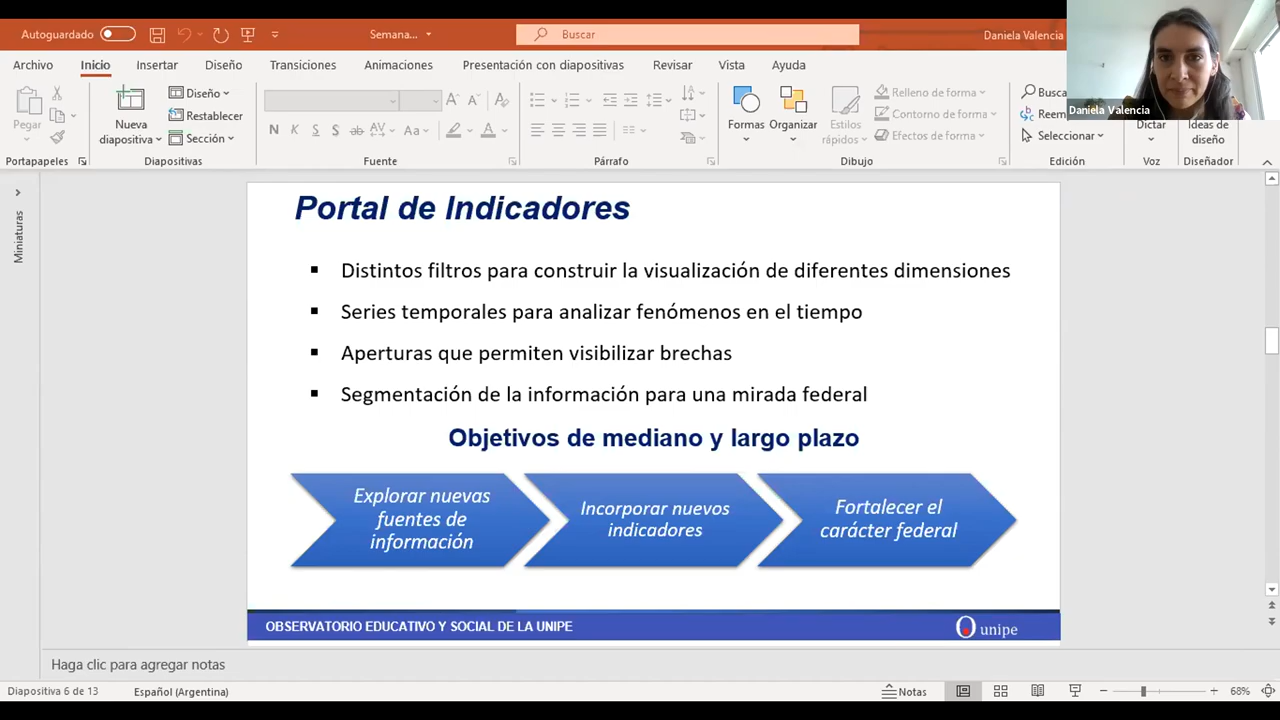 Autoguardado
Semana...
Buscar
Daniela Valencia
Archivo
Inicio
Insertar
Diseño
Transiciones
Animaciones
Presentación con diapositivas
Revisar
Vista
Ayuda
Daniela Valencia
Pegar
Portapapeles
Nueva diapositiva
Diseño
Restablecer
Sección
Diapositivas
N
S
S
ab
AV
Aa
A
A
A
Fuente
Párrafo
Formas
Organizar
Estilos rápidos
Relleno de forma
Contorno de forma
Efectos de forma
Dibujo
Seleccionar
Edición
Dictar
Voz
Ideas de diseño
Diseñador
Miniaturas
Portal de Indicadores
▪ Distintos filtros para construir la visualización de diferentes dimensiones
▪ Series temporales para analizar fenómenos en el tiempo
▪ Aperturas que permiten visibilizar brechas
▪ Segmentación de la información para una mirada federal
Objetivos de mediano y largo plazo
Explorar nuevas
fuentes de
información
Incorporar nuevos
indicadores
Fortalecer el
carácter federal
OBSERVATORIO EDUCATIVO Y SOCIAL DE LA UNIPE
unipe
Haga clic para agregar notas
Diapositiva 6 de 13
Español (Argentina)
Notas
68%